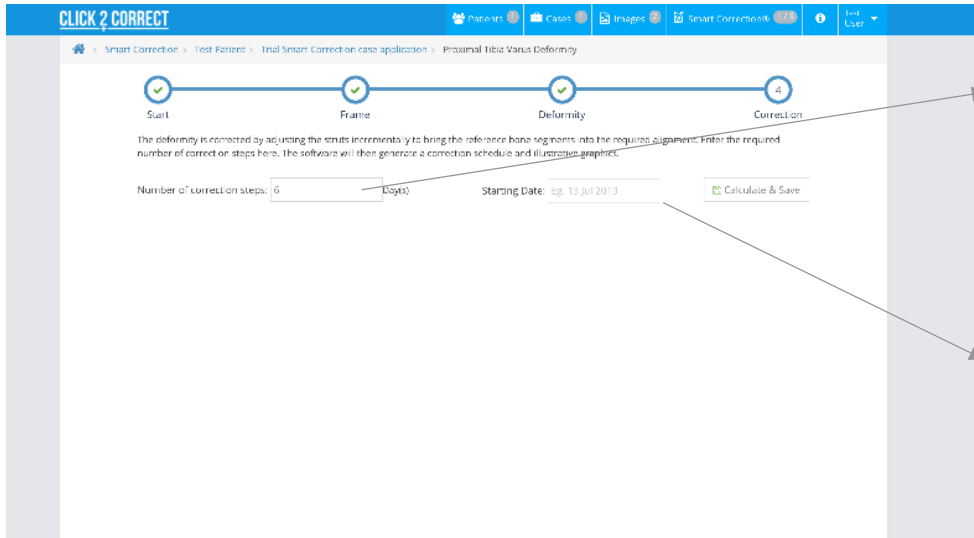 CLICK 2 CORRECT
Patients 1 Cases 1 Images 2 Smart Correction® Test User
Smart Correction > Test Patient > Trial Smart Correction case application > Proximal Tibia Varus Deformity
4
Start Frame Deformity Correction
The deformity is corrected by adjusting the struts incrementally to bring the reference bone segments into the required alignment. Enter the required
number of correction steps here. The software will then generate a correction schedule and illustrative graphics.
Number of correction steps: 6 Day(s) Starting Date: Eg. 13 Jul 2019 Calculate & Save